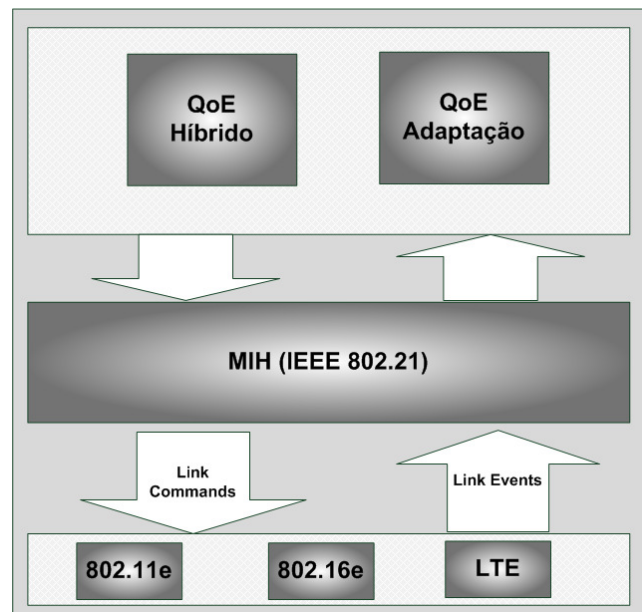 QoE
Híbrido
QoE
Adaptação
MIH (IEEE 802.21)
Link
Commands
Link Events
802.11e
802.16e
LTE